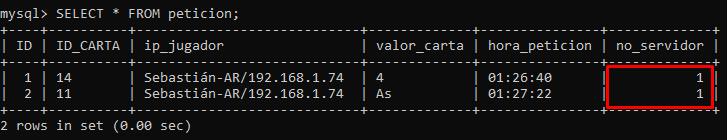 mysql> SELECT * FROM peticion;
+----+----------+----------------------------+-------------+---------------+-------------+
| ID | ID_CARTA | ip_jugador | valor_carta | hora_peticion | no_servidor |
+----+----------+----------------------------+-------------+---------------+-------------+
| 1 | 14 | Sebastián-AR/192.168.1.74 | 4 | 01:26:40 | 1 |
| 2 | 11 | Sebastián-AR/192.168.1.74 | As | 01:27:22 | 1 |
+----+----------+----------------------------+-------------+---------------+-------------+
2 rows in set (0.00 sec)